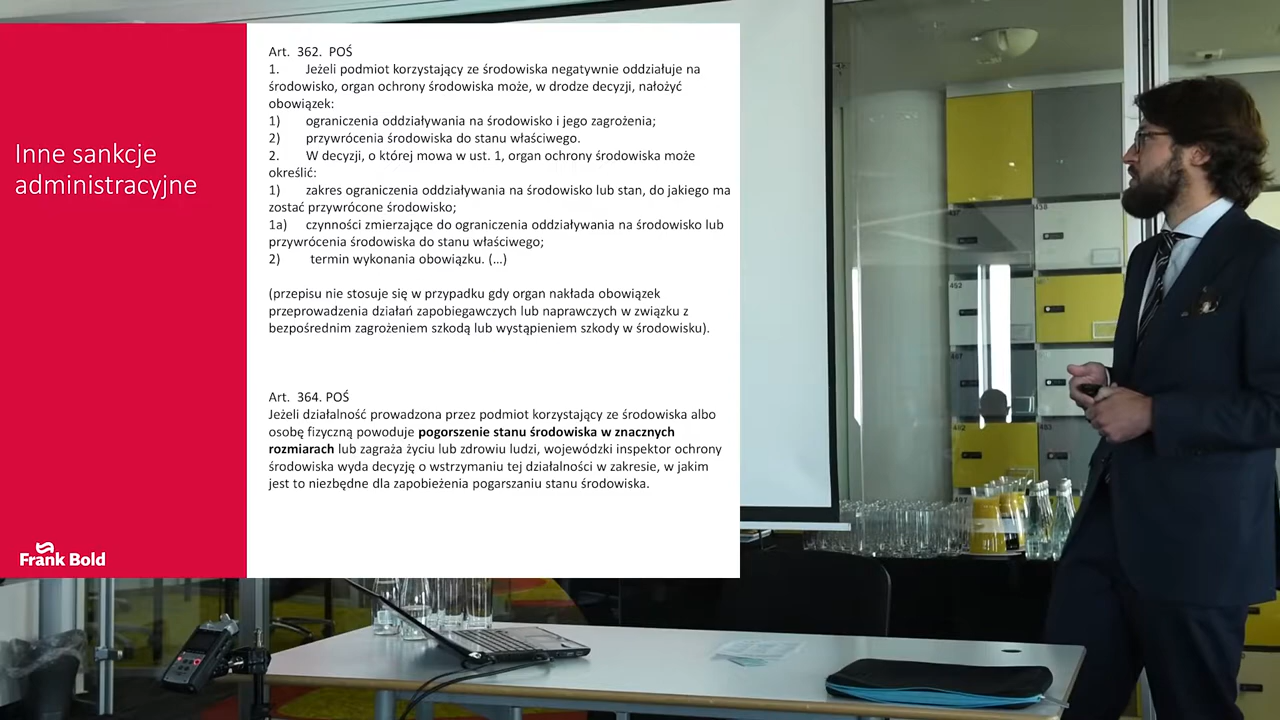 Inne sankcje
administracyjne
Frank Bold
Art. 362. POŚ
1. Jeżeli podmiot korzystający ze środowiska negatywnie oddziałuje na
środowisko, organ ochrony środowiska może, w drodze decyzji, nałożyć
obowiązek:
1) ograniczenia oddziaływania na środowisko i jego zagrożenia;
2) przywrócenia środowiska do stanu właściwego.
2. W decyzji, o której mowa w ust. 1, organ ochrony środowiska może
określić:
1) zakres ograniczenia oddziaływania na środowisko lub stan, do jakiego ma
zostać przywrócone środowisko;
1a) czynności zmierzające do ograniczenia oddziaływania na środowisko lub
przywrócenia środowiska do stanu właściwego;
2) termin wykonania obowiązku. (...)
(przepisu nie stosuje się w przypadku gdy organ nakłada obowiązek
przeprowadzenia działań zapobiegawczych lub naprawczych w związku z
bezpośrednim zagrożeniem szkodą lub wystąpieniem szkody w środowisku).
Art. 364. POŚ
Jeżeli działalność prowadzona przez podmiot korzystający ze środowiska albo
osobę fizyczną powoduje pogorszenie stanu środowiska w znacznych
rozmiarach lub zagraża życiu lub zdrowiu ludzi, wojewódzki inspektor ochrony
środowiska wyda decyzję o wstrzymaniu tej działalności w zakresie, w jakim
jest to niezbędne dla zapobieżenia pogarszaniu stanu środowiska.
452